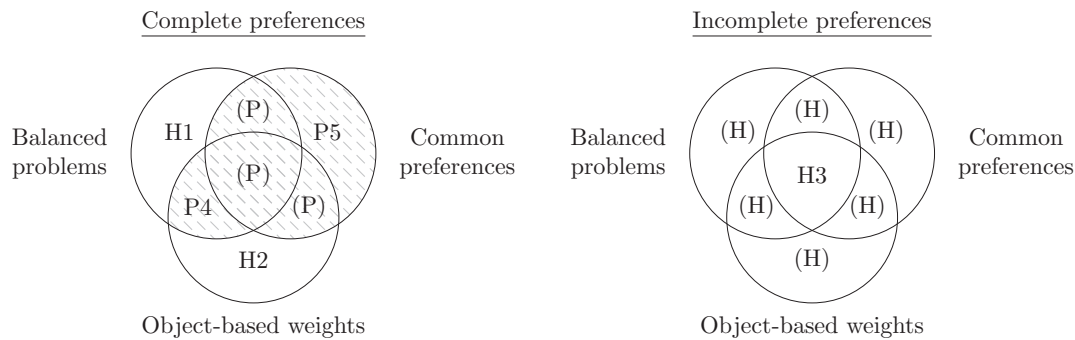 Complete preferences
Balanced
problems
H1
(P)
P5
(P)
P4
(P)
H2
Common
preferences
Object-based weights
Incomplete preferences
Balanced
problems
(H)
(H)
(H)
H3
(H)
(H)
(H)
Common
preferences
Object-based weights